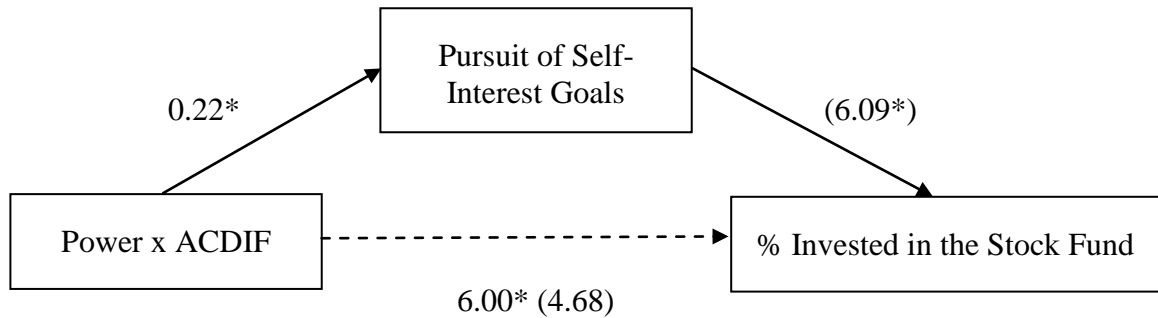 Pursuit of Self-
Interest Goals
0.22*
(6.09*)
Power x ACDIF
% Invested in the Stock Fund
6.00* (4.68)